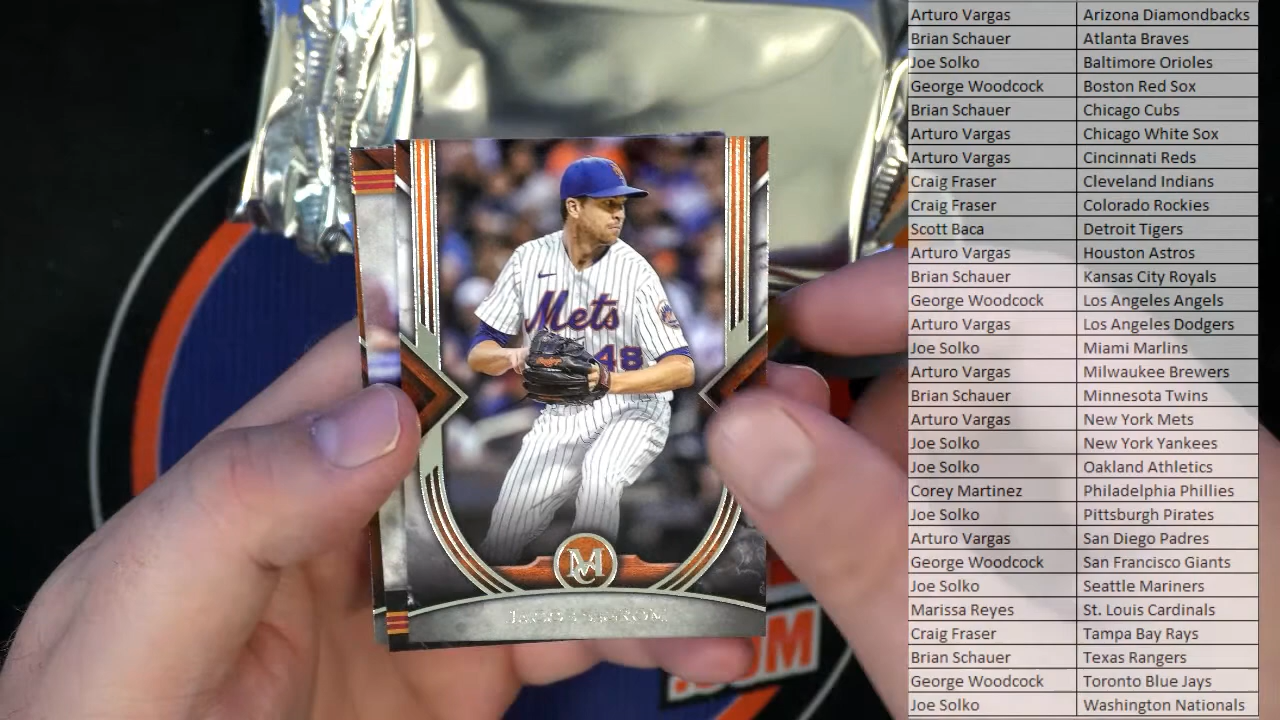 Mets
48
MC
.COM
Arturo Vargas Arizona Diamondbacks
Brian Schauer Atlanta Braves
Joe Solko Baltimore Orioles
George Woodcock Boston Red Sox
Brian Schauer Chicago Cubs
Arturo Vargas Chicago White Sox
Arturo Vargas Cincinnati Reds
Craig Fraser Cleveland Indians
Craig Fraser Colorado Rockies
Scott Baca Detroit Tigers
Arturo Vargas Houston Astros
Brian Schauer Kansas City Royals
George Woodcock Los Angeles Angels
Arturo Vargas Los Angeles Dodgers
Joe Solko Miami Marlins
Arturo Vargas Milwaukee Brewers
Brian Schauer Minnesota Twins
Arturo Vargas New York Mets
Joe Solko New York Yankees
Joe Solko Oakland Athletics
Corey Martinez Philadelphia Phillies
Joe Solko Pittsburgh Pirates
Arturo Vargas San Diego Padres
George Woodcock San Francisco Giants
Joe Solko Seattle Mariners
Marissa Reyes St. Louis Cardinals
Craig Fraser Tampa Bay Rays
Brian Schauer Texas Rangers
George Woodcock Toronto Blue Jays
Joe Solko Washington Nationals